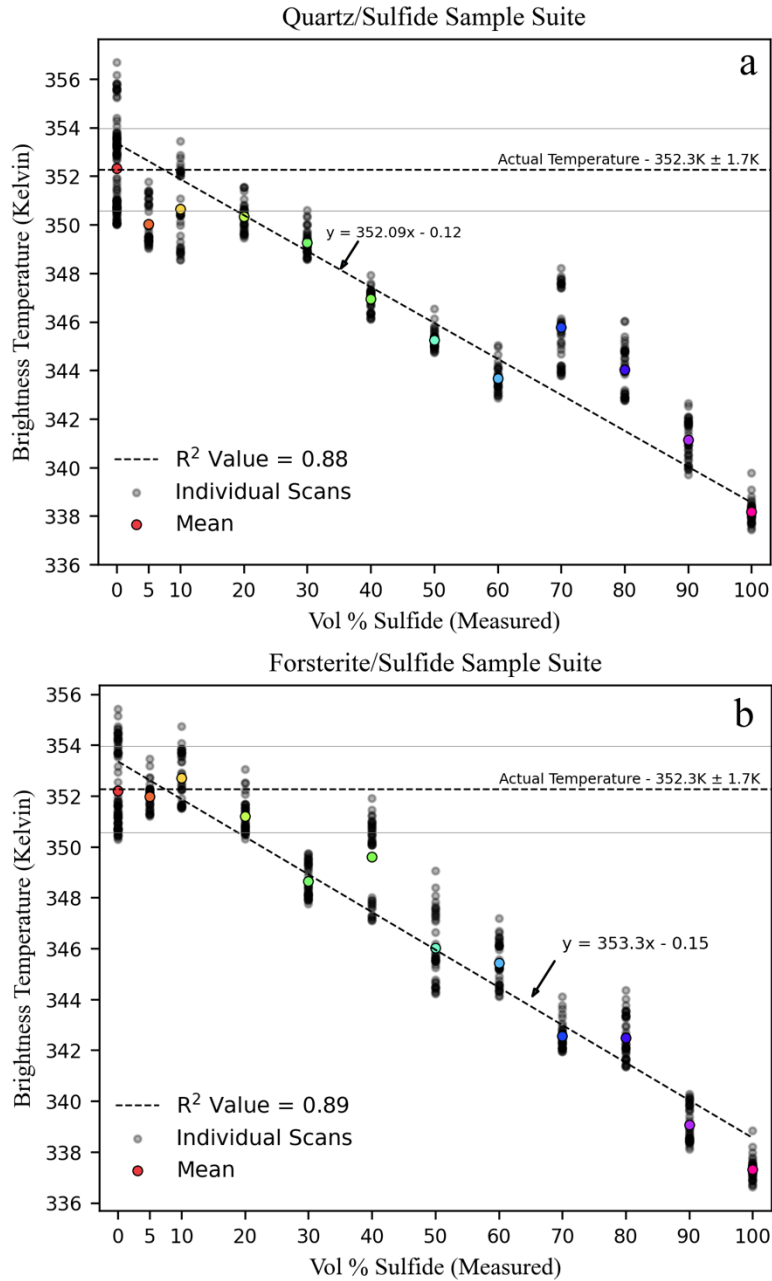 Quartz/Sulfide Sample Suite
a
356
354
352
350
348
346
344
342
340
338
336
Brightness Temperature (Kelvin)
Actual Temperature - 352.3K ± 1.7K
y = 352.09x - 0.12
R² Value = 0.88
Individual Scans
Mean
0 5 10 20 30 40 50 60 70 80 90 100
Vol % Sulfide (Measured)
Forsterite/Sulfide Sample Suite
b
356
354
352
350
348
346
344
342
340
338
336
Brightness Temperature (Kelvin)
Actual Temperature - 352.3K ± 1.7K
y = 353.3x - 0.15
R² Value = 0.89
Individual Scans
Mean
0 5 10 20 30 40 50 60 70 80 90 100
Vol % Sulfide (Measured)